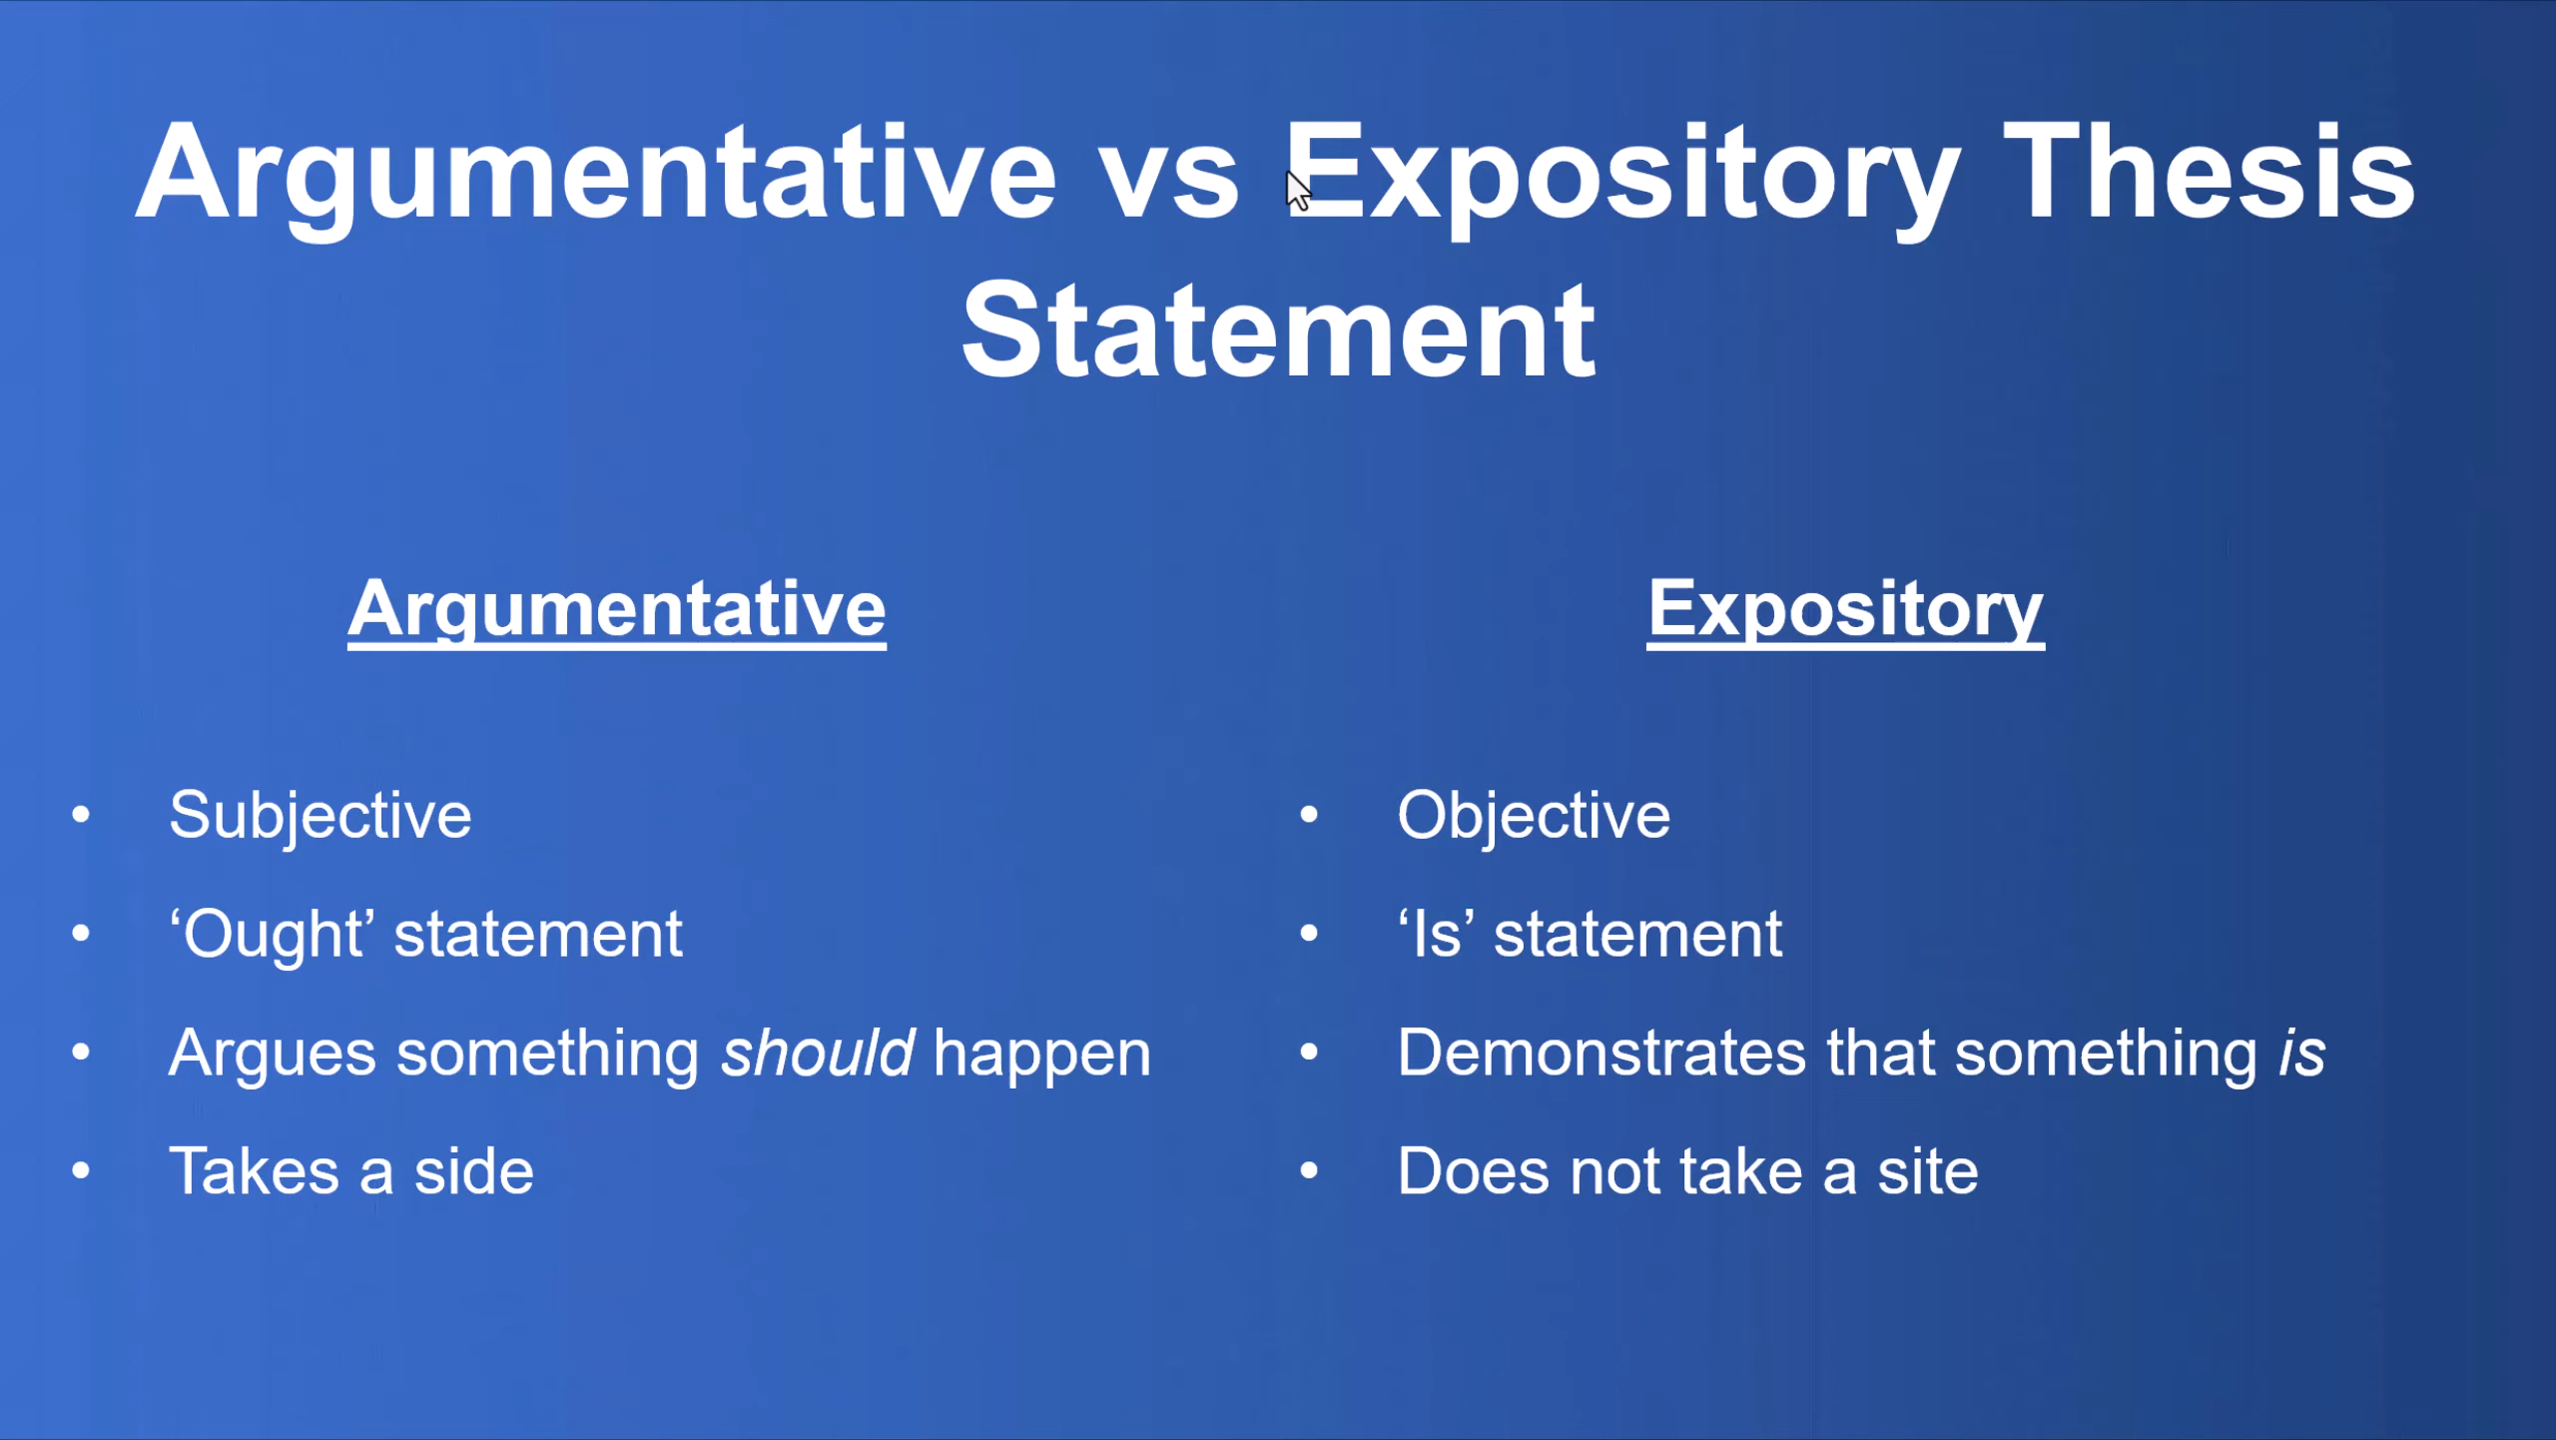 Argumentative vs Expository Thesis
Statement
Argumentative
• Subjective
• ‘Ought’ statement
• Argues something should happen
• Takes a side
Expository
• Objective
• ‘Is’ statement
• Demonstrates that something is
• Does not take a site